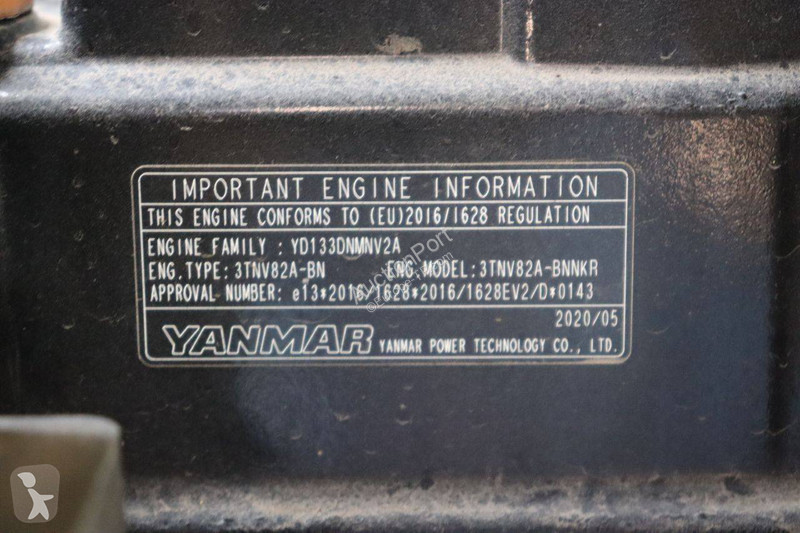 IMPORTANT ENGINE INFORMATION
THIS ENGINE CONFORMS TO (EU)2016/1628 REGULATION
ENGINE FAMILY : YD133DNMNV2A
ENG.TYPE: 3TNV82A-BN ENG.MODEL:3TNV82A-BNNKR
APPROVAL NUMBER: e13*2016/1628*2016/1628EV2/D*0143
2020/05
YANMAR YANMAR POWER TECHNOLOGY CO., LTD.
AuctionPort